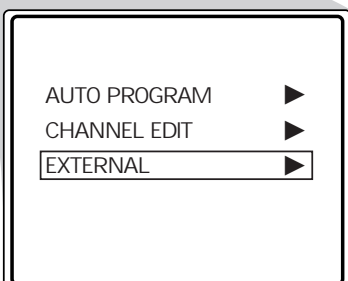 AUTO PROGRAM ▶
CHANNEL EDIT ▶
EXTERNAL ▶